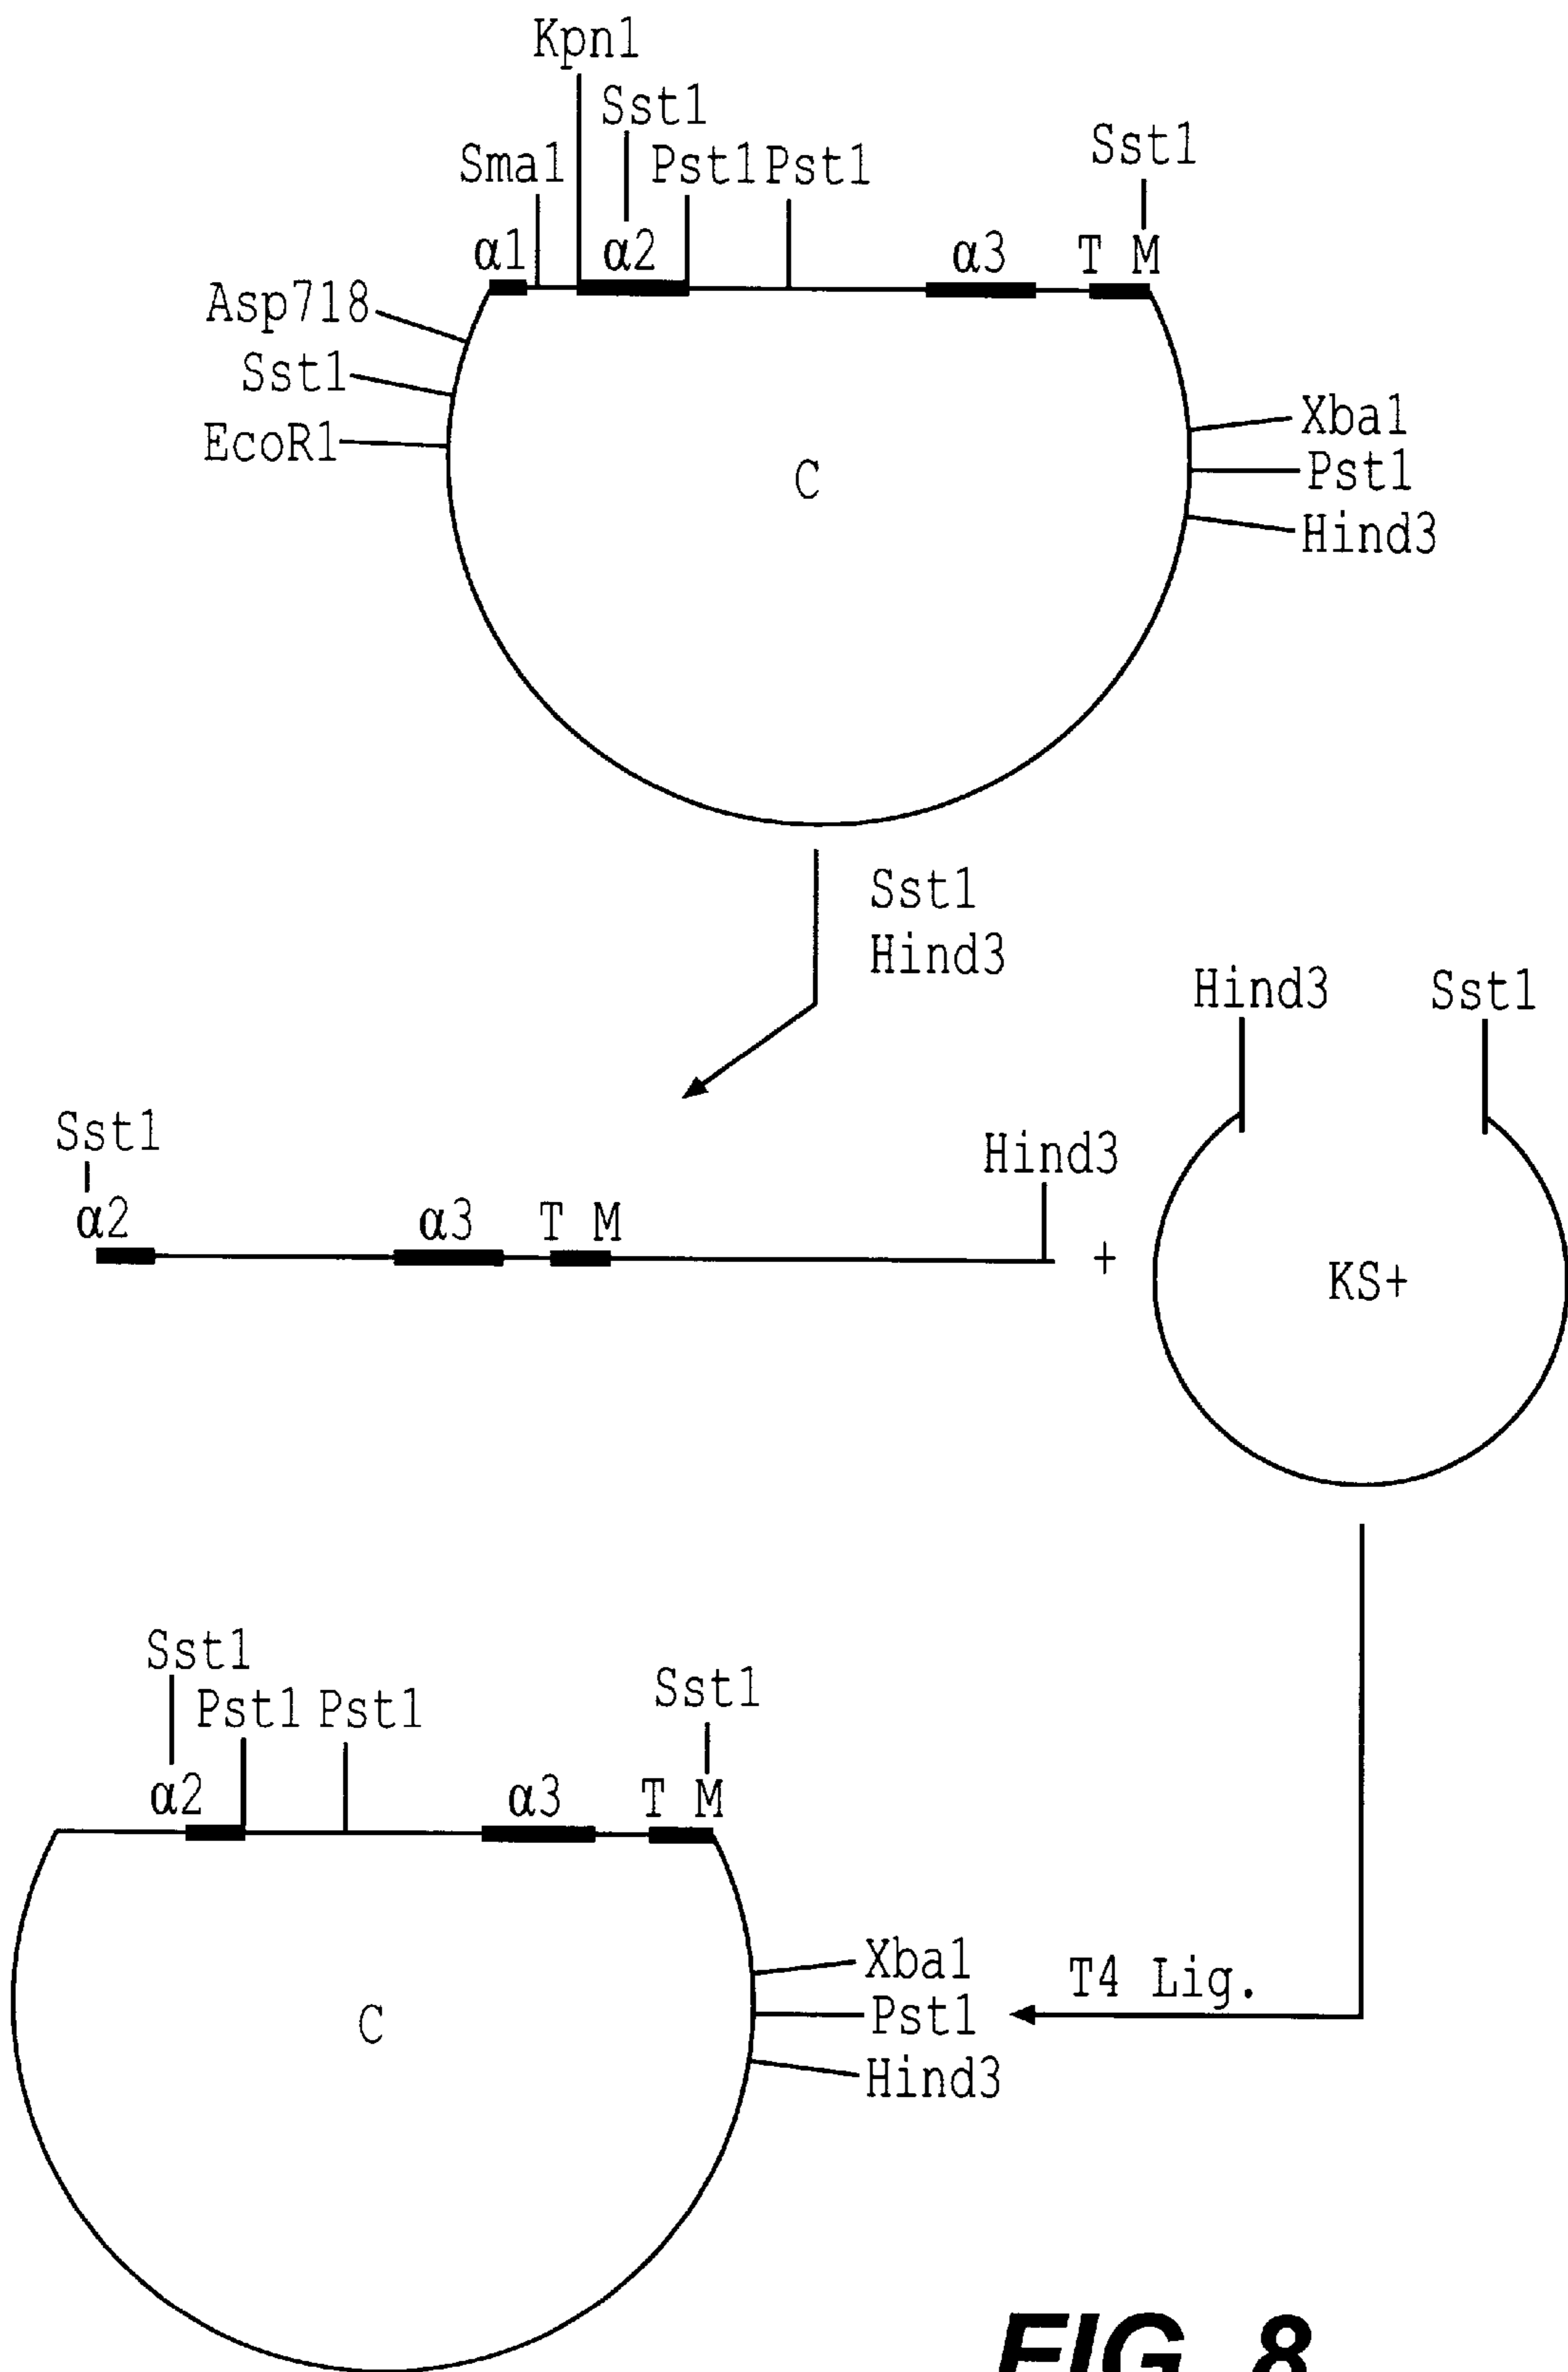 Kpn1
Sst1
Sma1
Pst1 Pst1
Sst1
α1
α2
α3
T M
Asp718
Sst1
EcoR1
C
Xba1
Pst1
Hind3
Sst1
Hind3
Hind3
Sst1
Sst1
Hind3
α2
α3
T M
+
KS+
Sst1
Pst1 Pst1
Sst1
α2
α3
T M
Xba1
Pst1
Hind3
C
T4 Lig.
FIG. 8